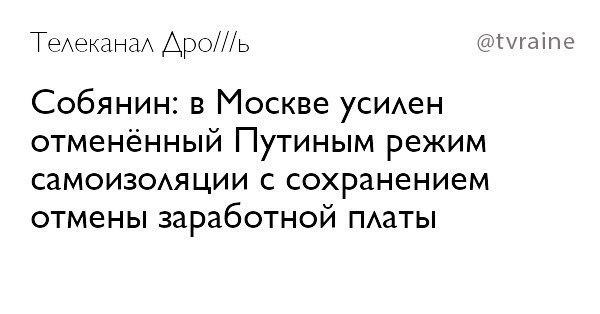 Телеканал Дро///ь
@tvraine
Собянин: в Москве усилен
отменённый Путиным режим
самоизоляции с сохранением
отмены заработной платы